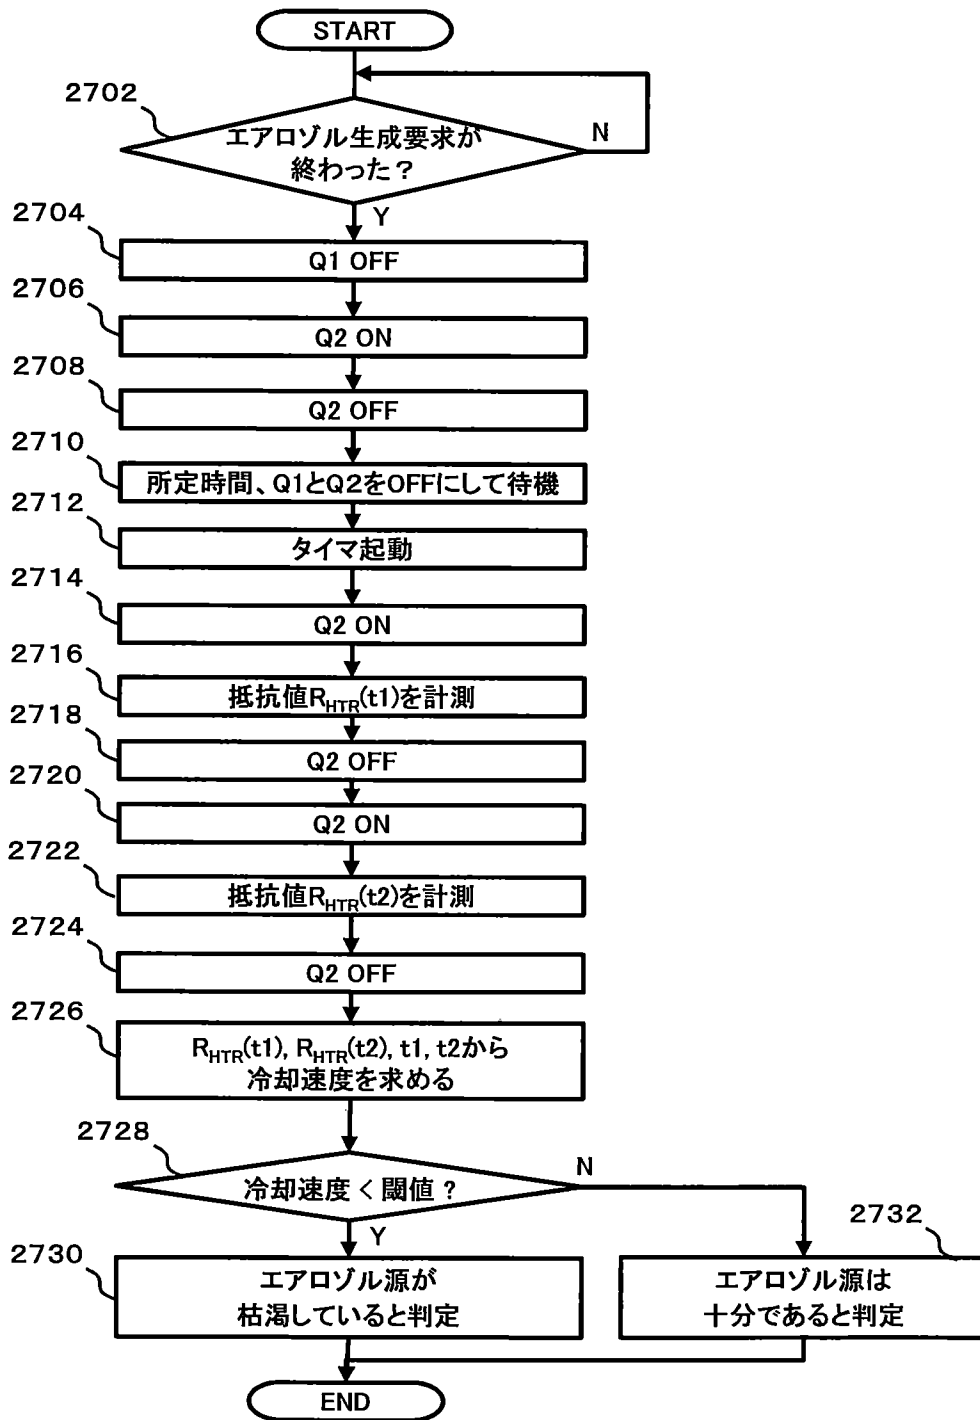 START
2702
エアロゾル生成要求が
終わった?
N
Y
2704
Q1 OFF
2706
Q2 ON
2708
Q2 OFF
2710
所定時間、Q1とQ2をOFFにして待機
2712
タイマ起動
2714
Q2 ON
2716
抵抗値RHTR(t1)を計測
2718
Q2 OFF
2720
Q2 ON
2722
抵抗値RHTR(t2)を計測
2724
Q2 OFF
2726
RHTR(t1), RHTR(t2), t1, t2から
冷却速度を求める
2728
冷却速度<閾値?
N
Y
2730
エアロゾル源が
枯渇していると判定
2732
エアロゾル源は
十分であると判定
END